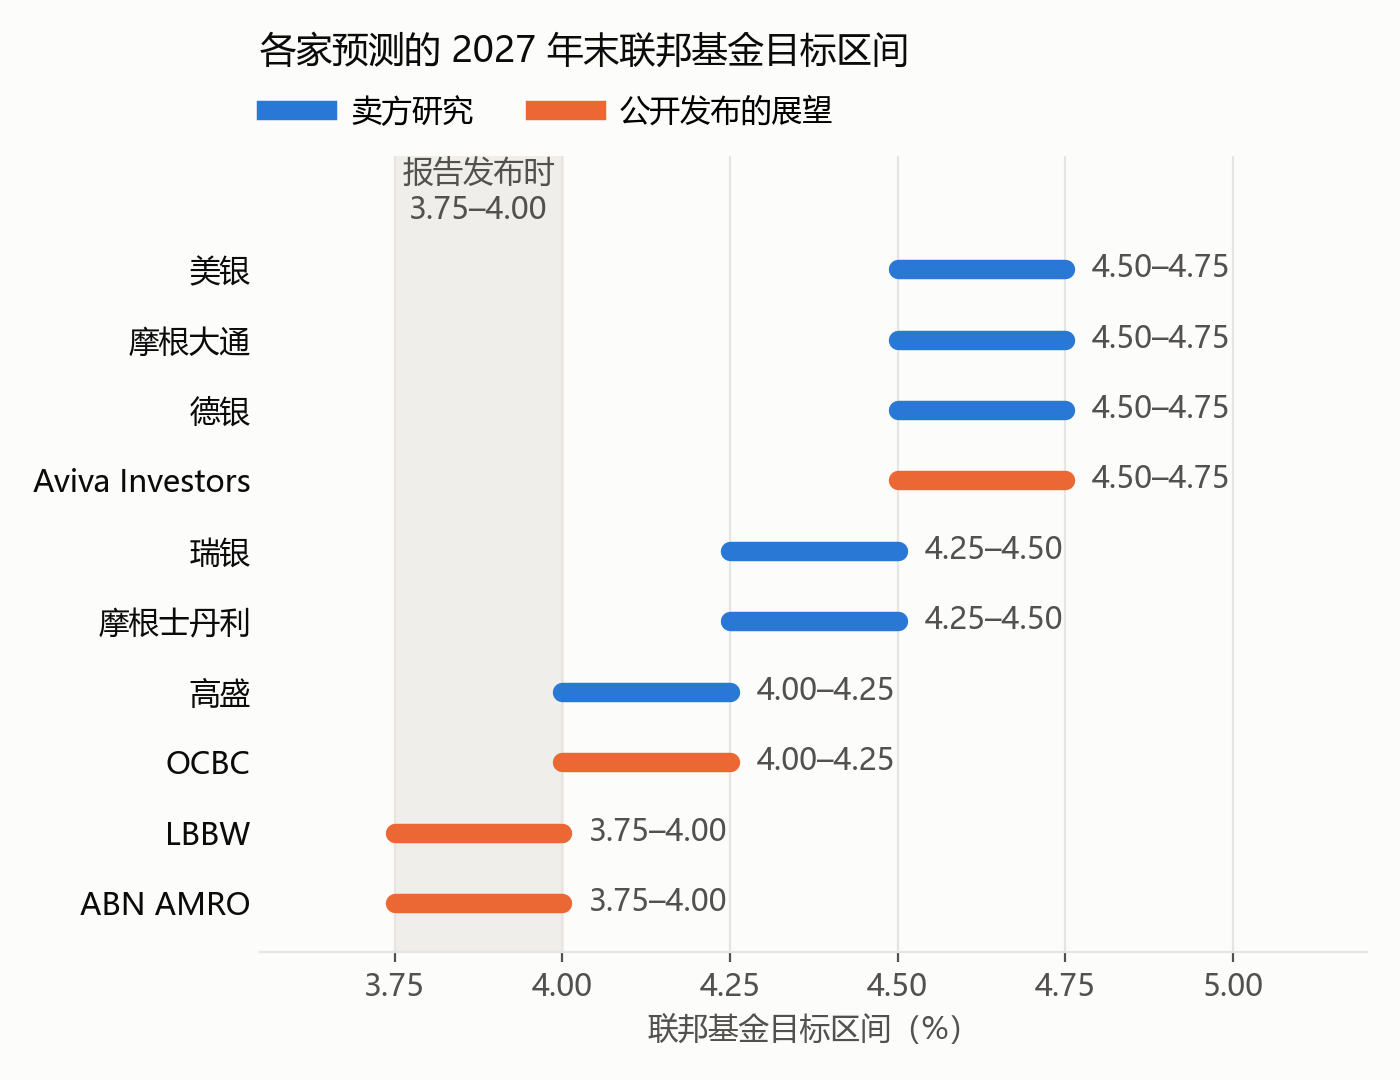 各家预测的 2027 年末联邦基金目标区间
卖方研究 公开发布的展望
报告发布时
3.75–4.00
美银 4.50–4.75
摩根大通 4.50–4.75
德银 4.50–4.75
Aviva Investors 4.50–4.75
瑞银 4.25–4.50
摩根士丹利 4.25–4.50
高盛 4.00–4.25
OCBC 4.00–4.25
LBBW 3.75–4.00
ABN AMRO 3.75–4.00
3.75 4.00 4.25 4.50 4.75 5.00
联邦基金目标区间（%）